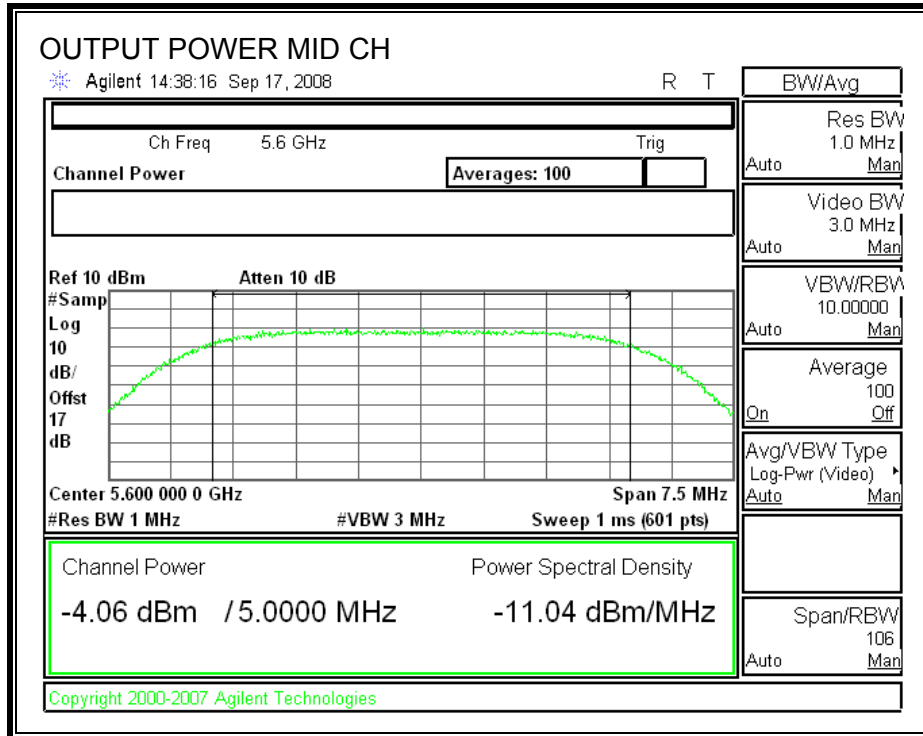 OUTPUT POWER MID CH
Agilent 14:38:16 Sep 17, 2008 R T
Ch Freq 5.6 GHz Trig
Channel Power Averages: 100
Ref 10 dBm Atten 10 dB
#Samp
Log
10
dB/
Offst
17
dB
Center 5.600 000 0 GHz Span 7.5 MHz
#Res BW 1 MHz #VBW 3 MHz Sweep 1 ms (601 pts)
Channel Power Power Spectral Density
-4.06 dBm /5.0000 MHz -11.04 dBm/MHz
Copyright 2000-2007 Agilent Technologies
BW/Avg
Res BW
1.0 MHz
Auto Man
Video BW
3.0 MHz
Auto Man
VBW/RBW
10.00000
Auto Man
Average
100
On Off
Avg/VBW Type
Log-Pwr (Video)
Auto Man
Span/RBW
106
Auto Man